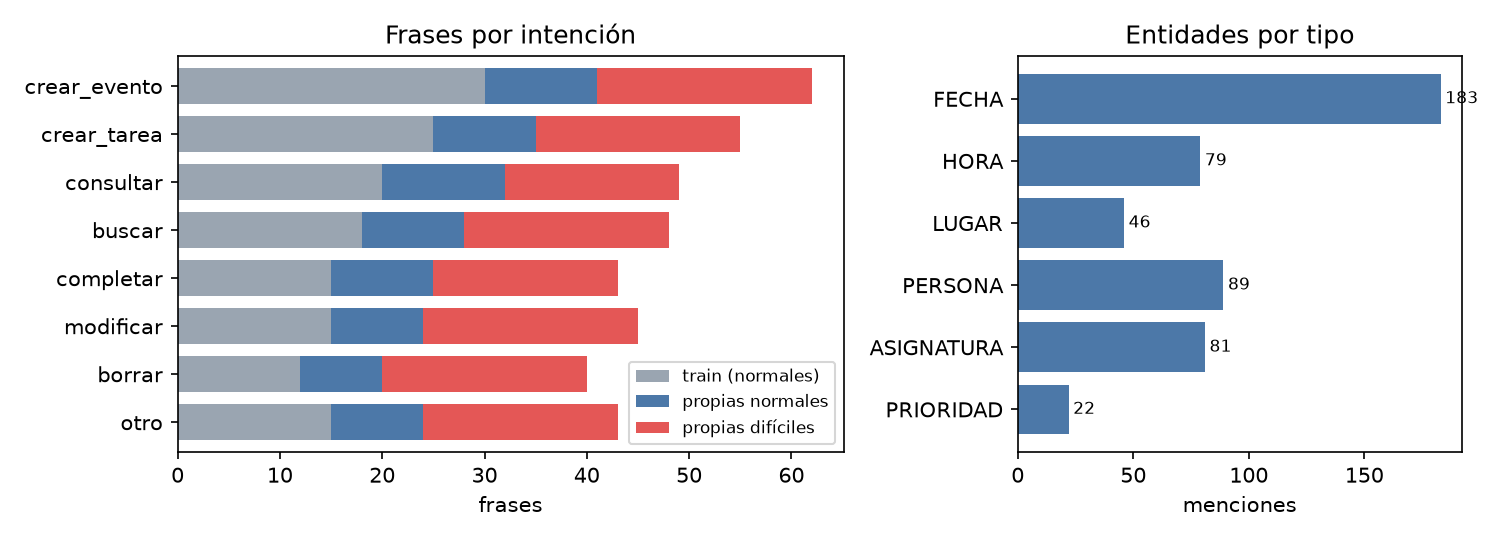 Frases por intención
crear_evento
crear_tarea
consultar
buscar
completar
modificar
borrar
otro
train (normales)
propias normales
propias difíciles
0 10 20 30 40 50 60
frases
Entidades por tipo
FECHA 183
HORA 79
LUGAR 46
PERSONA 89
ASIGNATURA 81
PRIORIDAD 22
0 50 100 150
menciones